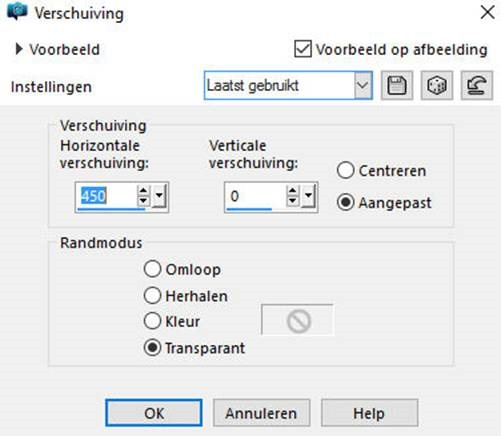 Verschuiving
Voorbeeld
Voorbeeld op afbeelding
Instellingen
Laatst gebruikt
Verschuiving
Horizontale verschuiving:
Verticale verschuiving:
450
0
Centreren
Aangepast
Randmodus
Omloop
Herhalen
Kleur
Transparant
OK
Annuleren
Help